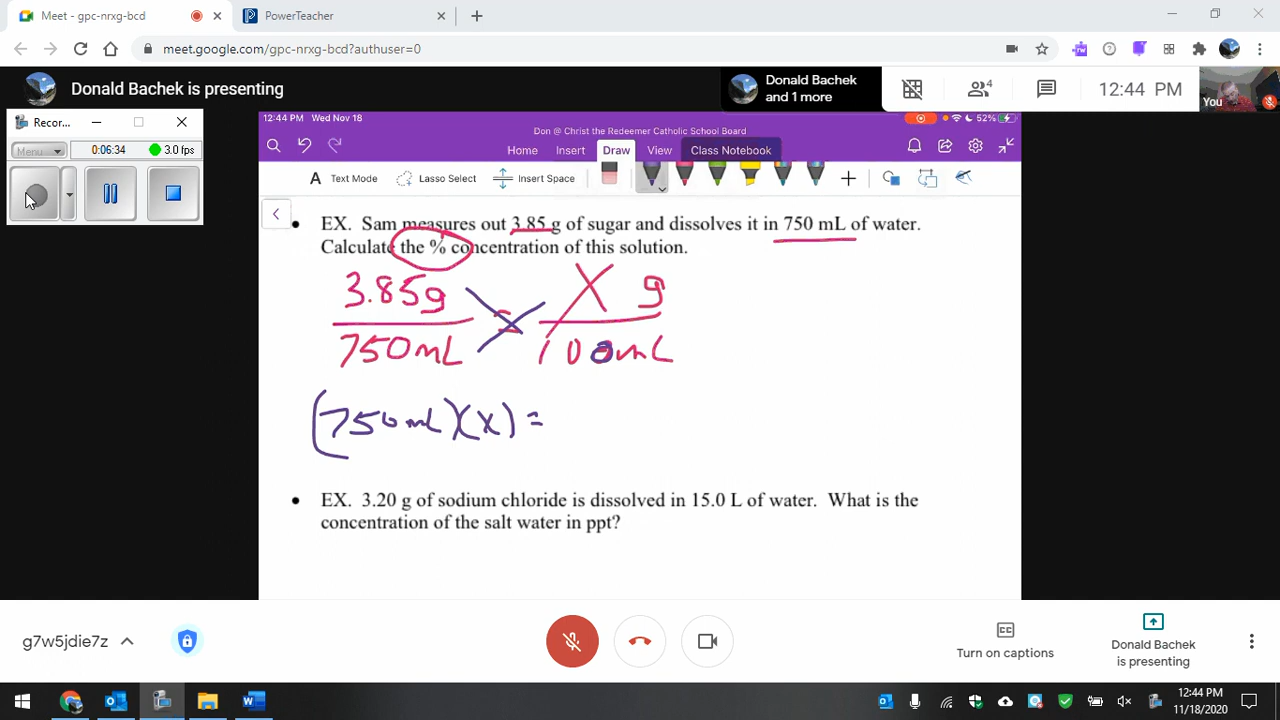 Meet - gpc-nrxg-bcd
PowerTeacher
meet.google.com/gpc-nrxg-bcd?authuser=0
Donald Bachek is presenting
Donald Bachek
and 1 more
4
12:44 PM
You
Recor...
Menu
0:06:34
3.0 fps
12:44 PM Wed Nov 18
52%
Don @ Christ the Redeemer Catholic School Board
Home Insert Draw View Class Notebook
A Text Mode Lasso Select Insert Space
• EX. Sam measures out 3.85 g of sugar and dissolves it in 750 mL of water.
Calculate the % concentration of this solution.
3.85g = X g
750mL 100mL
(750mL)(x) =
• EX. 3.20 g of sodium chloride is dissolved in 15.0 L of water. What is the
concentration of the salt water in ppt?
g7w5jdie7z
CC
Turn on captions
Donald Bachek
is presenting
12:44 PM
11/18/2020